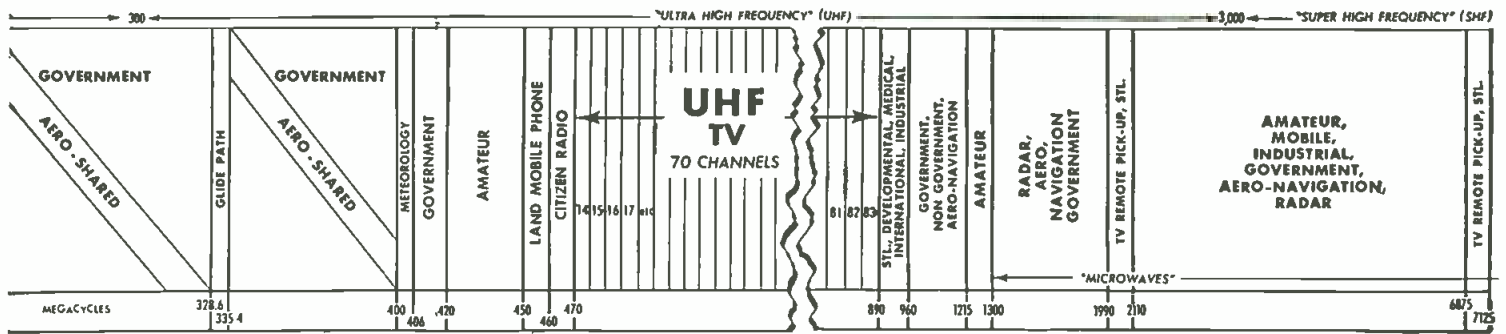 300 "ULTRA HIGH FREQUENCY" (UHF) 3,000 "SUPER HIGH FREQUENCY" (SHF)
GOVERNMENT
AERO-SHARED
GLIDE PATH
GOVERNMENT
AERO-SHARED
METEOROLOGY
GOVERNMENT
AMATEUR
LAND MOBILE PHONE
CITIZEN RADIO
14 15 16 17 etc
UHF
TV
70 CHANNELS
81 82 83
STL., DEVELOPMENTAL, MEDICAL,
INTERNATIONAL, INDUSTRIAL
GOVERNMENT,
NON GOVERNMENT,
AERO-NAVIGATION
AMATEUR
RADAR,
AERO,
NAVIGATION
GOVERNMENT
TV REMOTE PICK-UP, STL.
AMATEUR,
MOBILE,
INDUSTRIAL,
GOVERNMENT,
AERO-NAVIGATION,
RADAR
TV REMOTE PICK-UP, STL.
"MICROWAVES"
MEGACYCLES 328.6 335.4 400 406 420 450 460 470 890 960 1215 1300 1990 2110 6875 7125